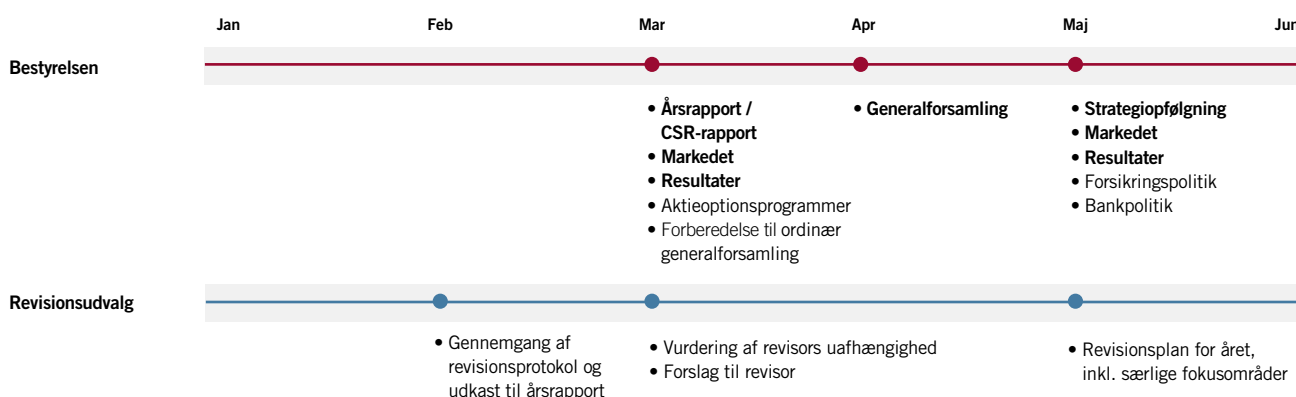 Jan Feb Mar Apr Maj Jun
Bestyrelsen
• Årsrapport /
CSR-rapport
• Markedet
• Resultater
• Aktieoptionsprogrammer
• Forberedelse til ordinær
generalforsamling
• Generalforsamling
• Strategiopfølgning
• Markedet
• Resultater
• Forsikringspolitik
• Bankpolitik
Revisionsudvalg
• Gennemgang af
revisionsprotokol og
udkast til årsrapport
• Vurdering af revisors uafhængighed
• Forslag til revisor
• Revisionsplan for året,
inkl. særlige fokusområder